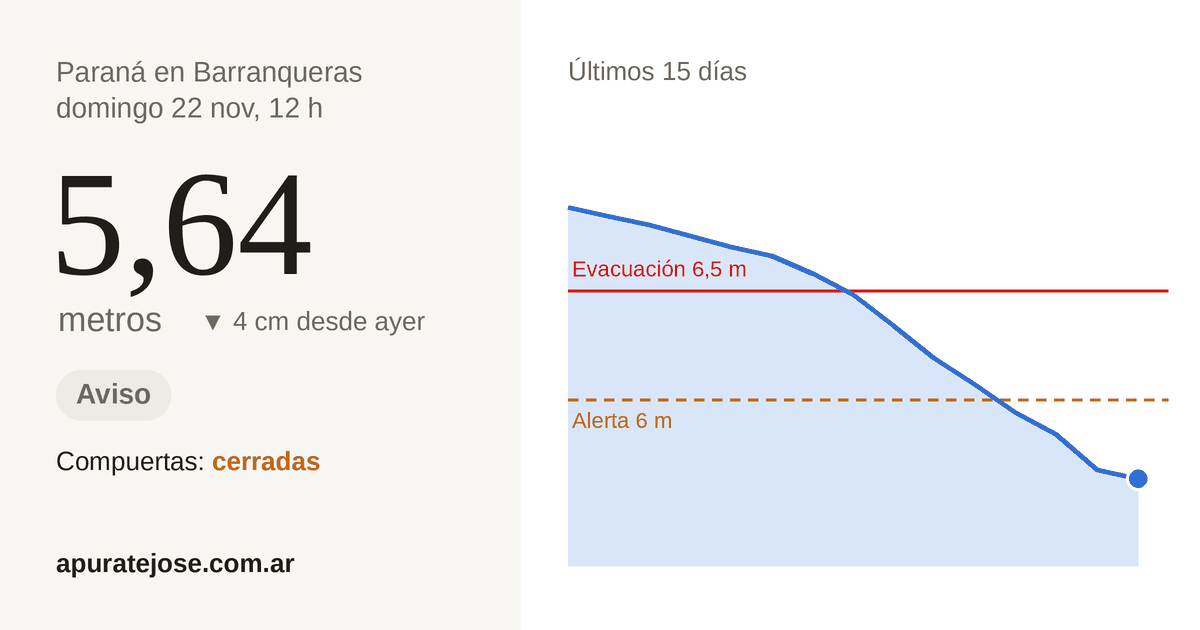 Paraná en Barranqueras
domingo 22 nov, 12 h
5,64
metros ▼ 4 cm desde ayer
Aviso
Compuertas: cerradas
apuratejose.com.ar
Últimos 15 días
Evacuación 6,5 m
Alerta 6 m